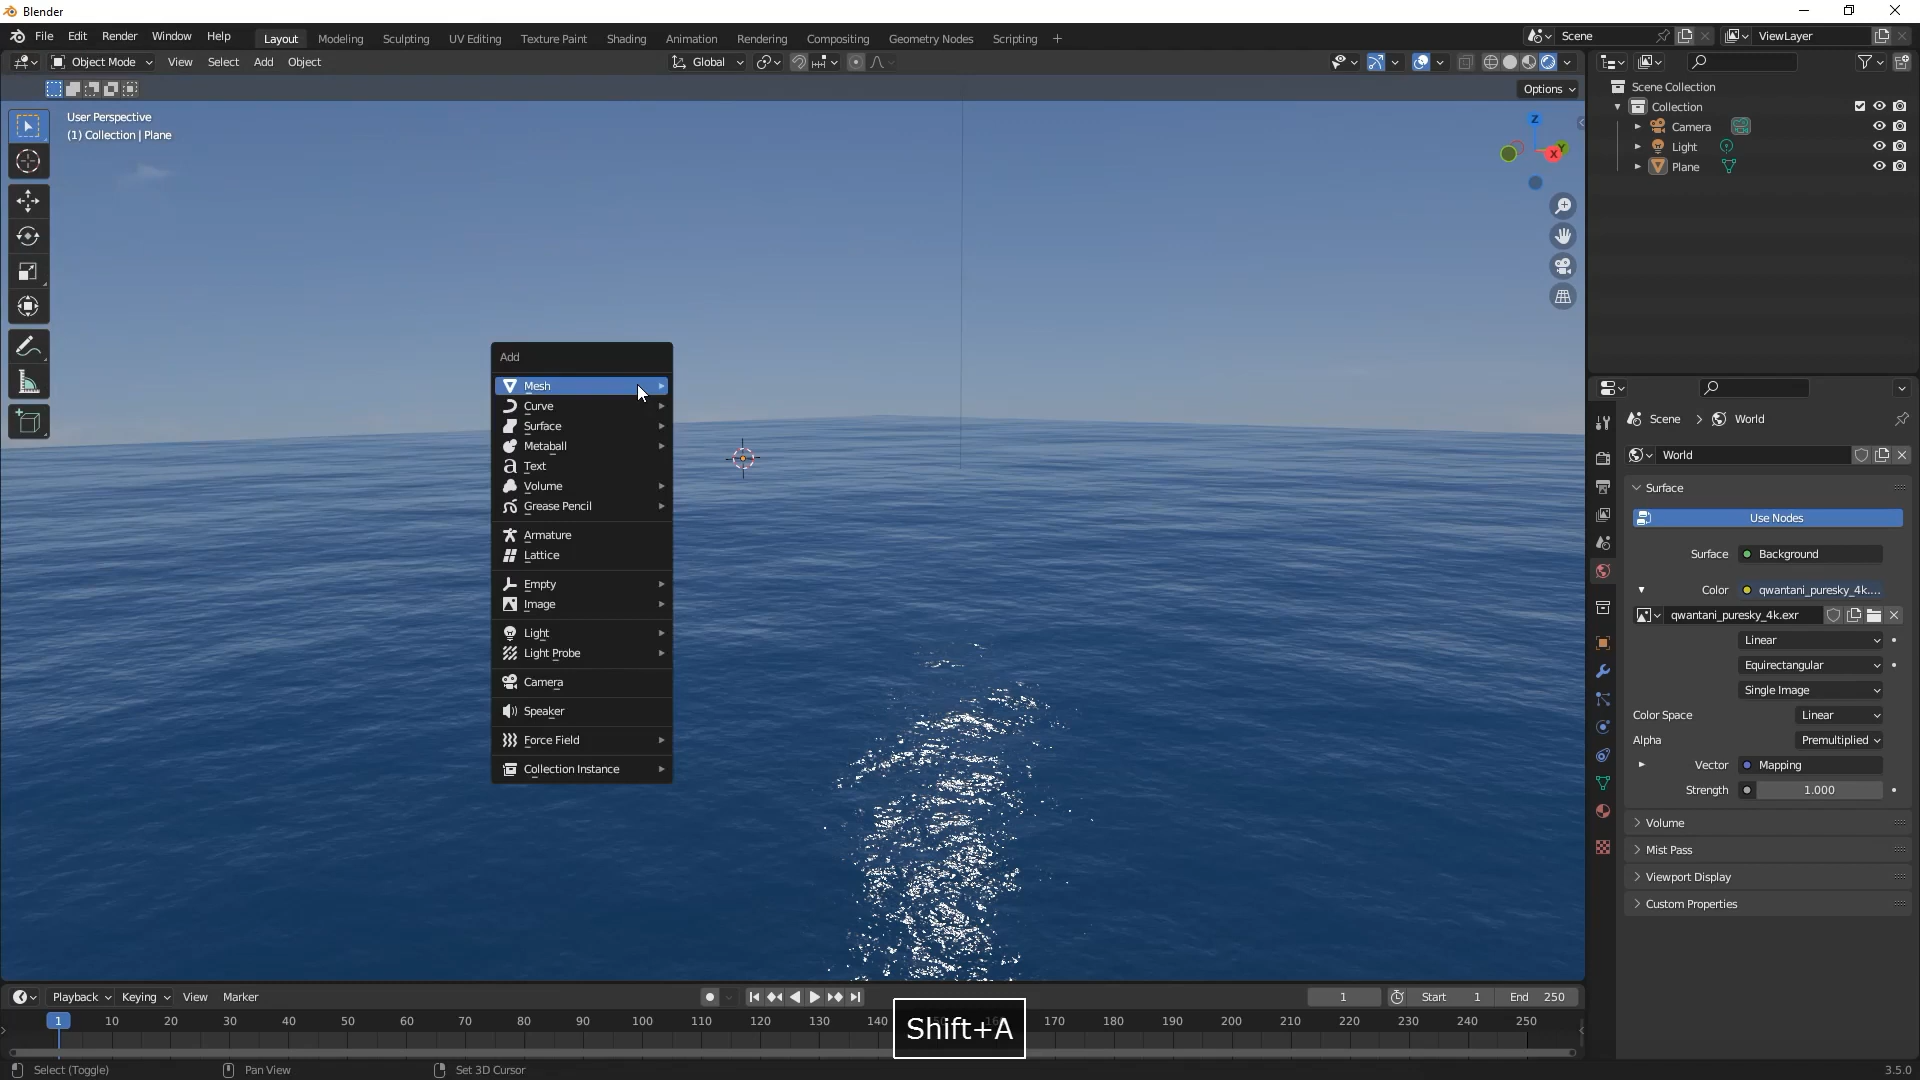 Blender
File Edit Render Window Help Layout Modeling Sculpting UV Editing Texture Paint Shading Animation Rendering Compositing Geometry Nodes Scripting + Scene ViewLayer
Object Mode View Select Add Object Global
Options
User Perspective
(1) Collection | Plane
Z
Y
X
Add
Mesh
Curve
Surface
Metaball
Text
Volume
Grease Pencil
Armature
Lattice
Empty
Image
Light
Light Probe
Camera
Speaker
Force Field
Collection Instance
Scene Collection
Collection
Camera
Light
Plane
Scene > World
World
Surface
Use Nodes
Surface Background
Color qwantani_puresky_4k....
qwantani_puresky_4k.exr
Linear
Equirectangular
Single Image
Color Space Linear
Alpha Premultiplied
Vector Mapping
Strength 1.000
Volume
Mist Pass
Viewport Display
Custom Properties
Playback Keying View Marker 1 Start 1 End 250
1 10 20 30 40 50 60 70 80 90 100 110 120 130 140 150 160 170 180 190 200 210 220 230 240 250
Shift+A
Select (Toggle) Pan View Set 3D Cursor 3.5.0